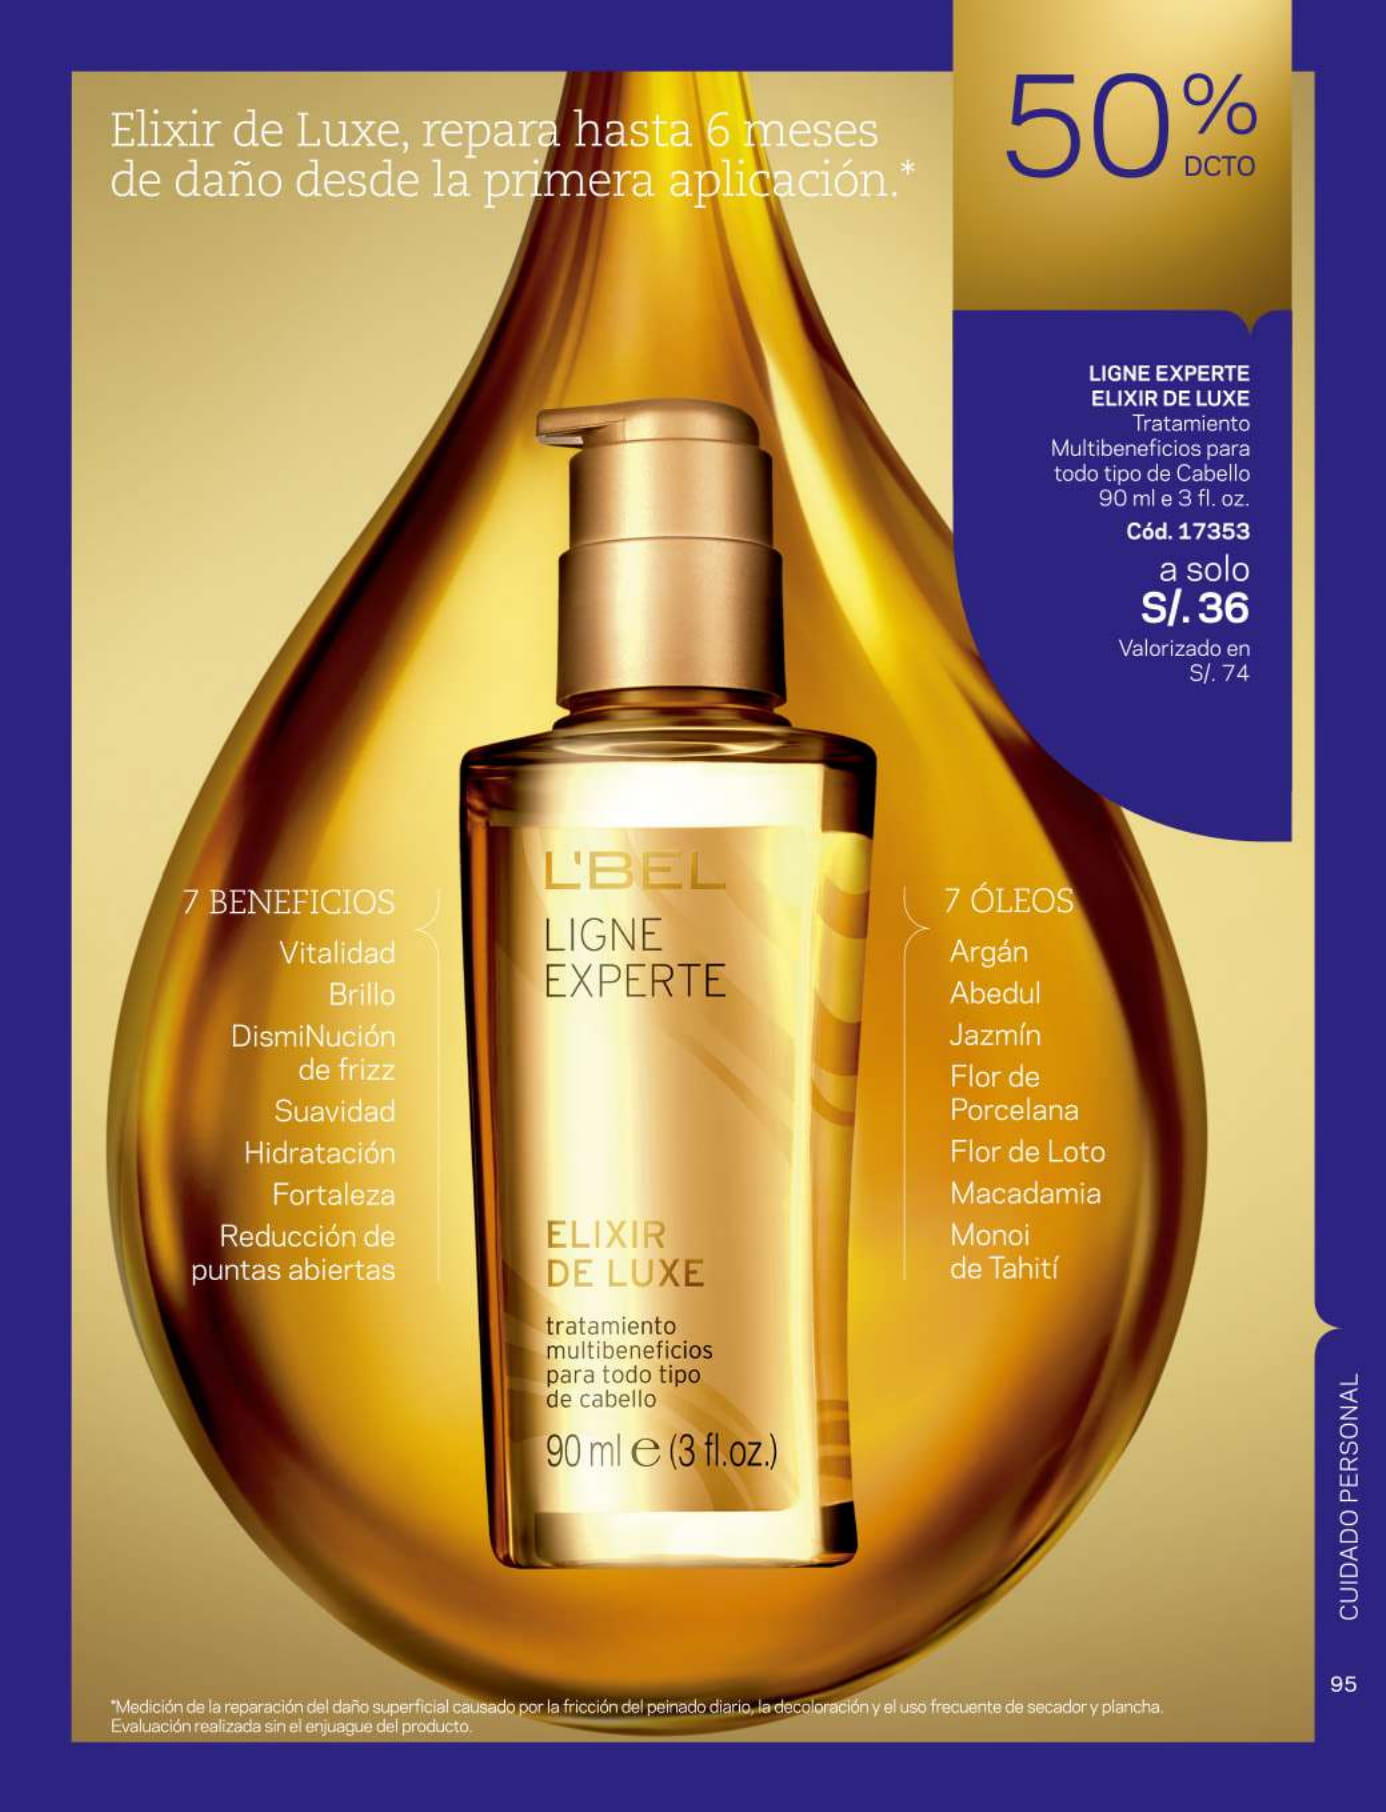 Elixir de Luxe, repara hasta 6 meses
de daño desde la primera aplicación.*
50%
DCTO
LIGNE EXPERTE
ELIXIR DE LUXE
Tratamiento
Multibeneficios para
todo tipo de Cabello
90 ml e 3 fl. oz.
Cód. 17353
a solo
S/. 36
Valorizado en
S/. 74
7 BENEFICIOS
Vitalidad
Brillo
DismiNución
de frizz
Suavidad
Hidratación
Fortaleza
Reducción de
puntas abiertas
L'BEL
LIGNE
EXPERTE
ELIXIR
DE LUXE
tratamiento
multibeneficios
para todo tipo
de cabello
90 ml e (3 fl.oz.)
7 ÓLEOS
Argán
Abedul
Jazmín
Flor de
Porcelana
Flor de Loto
Macadamia
Monoi
de Tahití
CUIDADO PERSONAL
95
*Medición de la reparación del daño superficial causado por la fricción del peinado diario, la decoloración y el uso frecuente de secador y plancha.
Evaluación realizada sin el enjuague del producto.